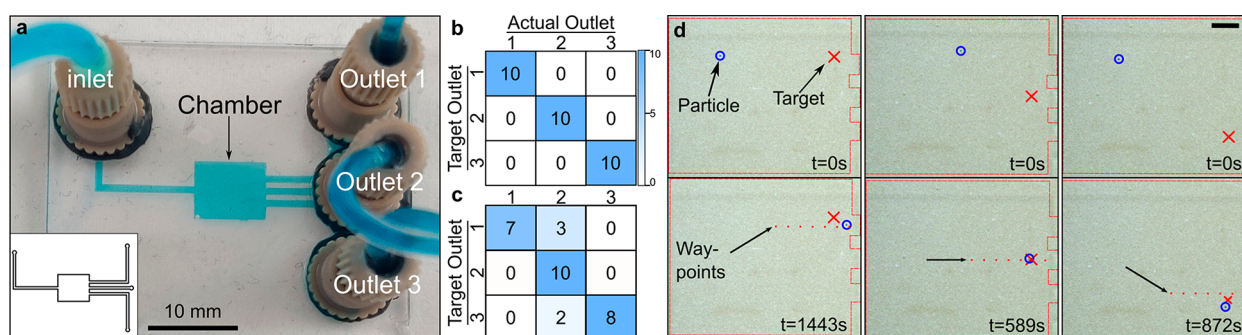 a
inlet
Outlet 1
Chamber
Outlet 2
Outlet 3
10 mm
b
Actual Outlet
1 2 3
Target Outlet
1 10 0 0
2 0 10 0
3 0 0 10
10
5
0
c
1 2 3
Target Outlet
1 7 3 0
2 0 10 0
3 0 2 8
d
Particle
Target
t=0s
t=0s
t=0s
Way-
points
t=1443s
t=589s
t=872s